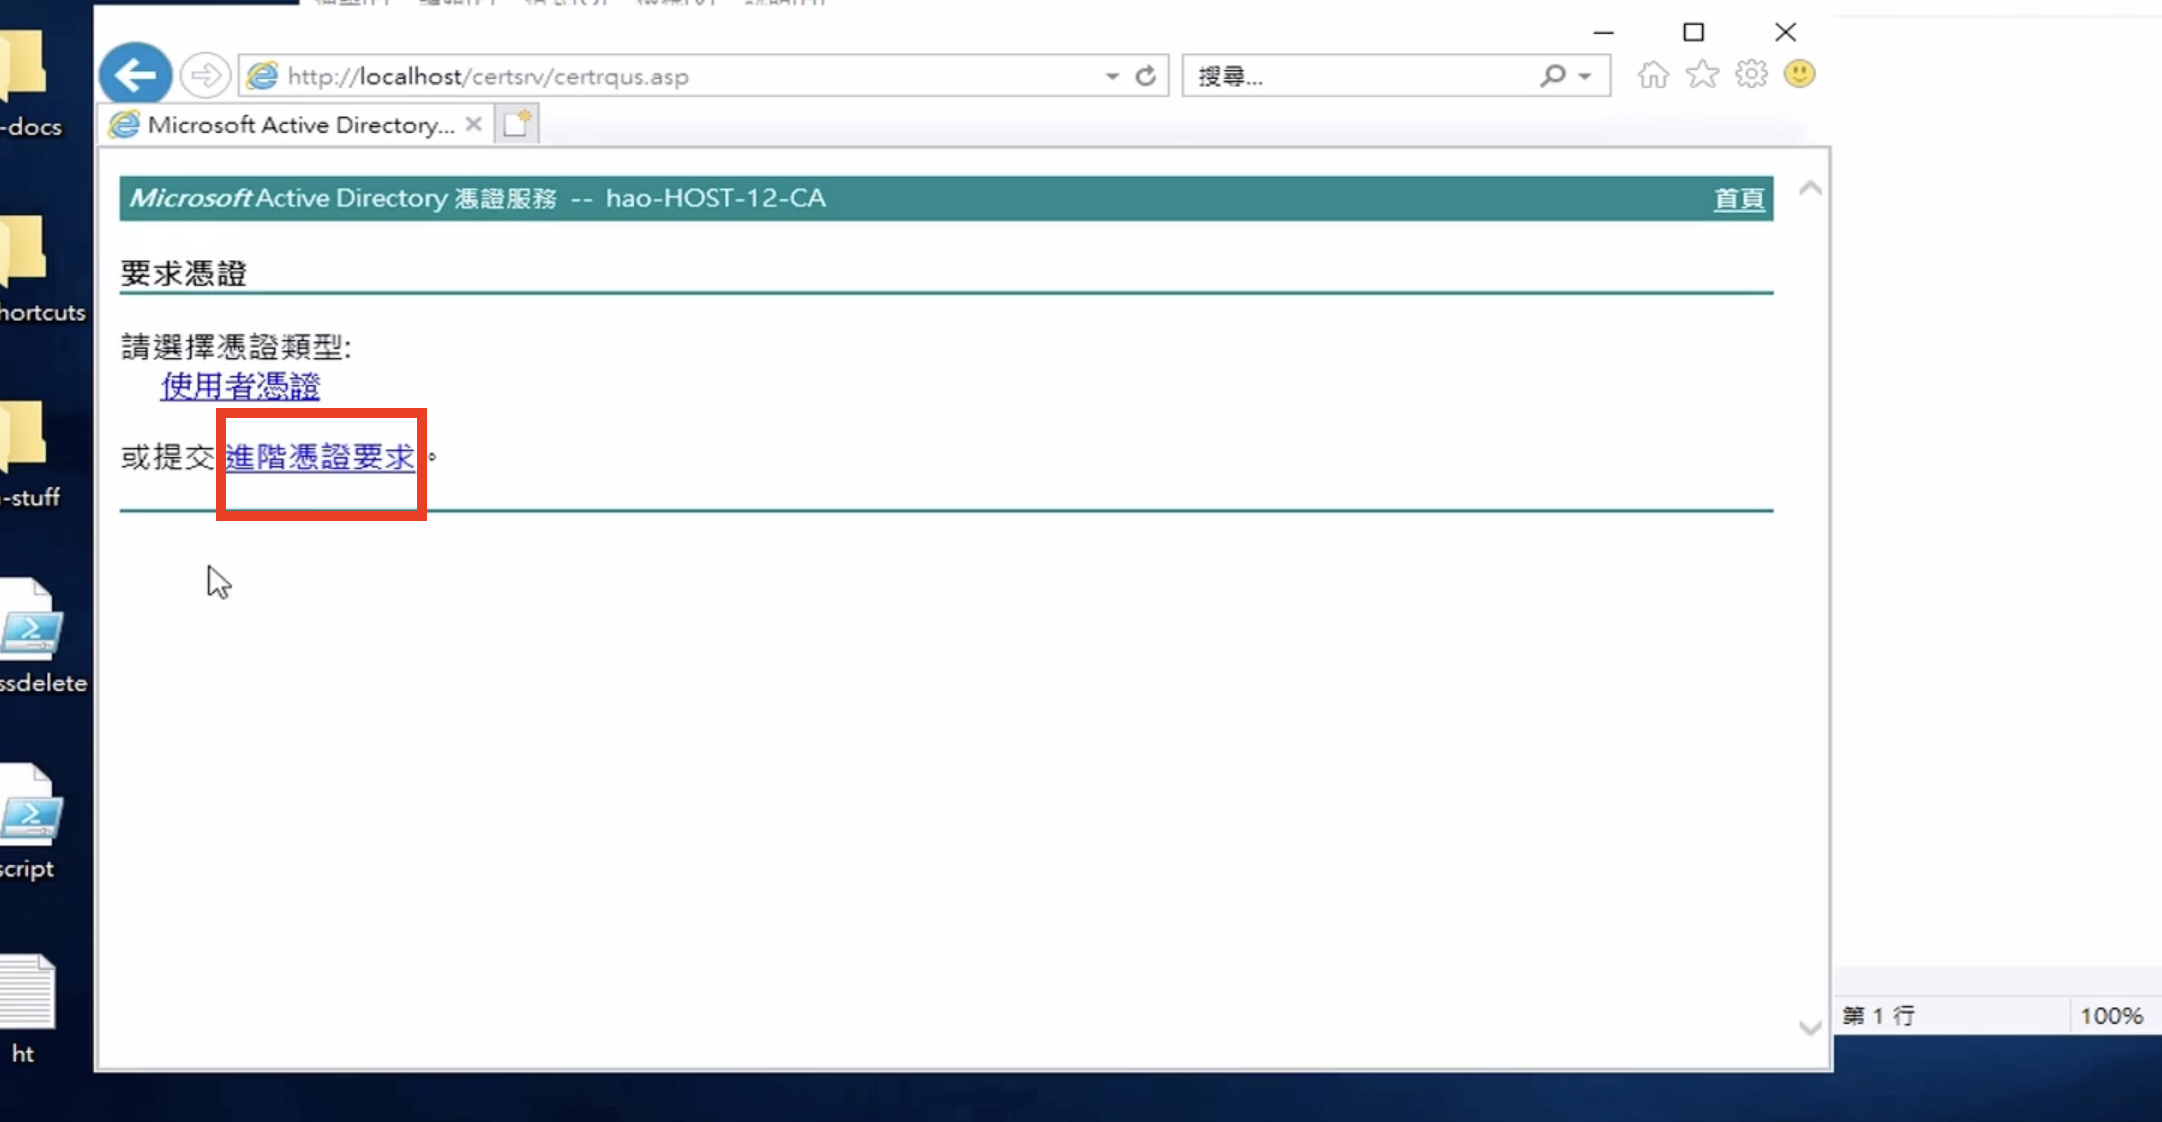 http://localhost/certsrv/certrqus.asp
搜尋...
Microsoft Active Directory...
Microsoft Active Directory 憑證服務 -- hao-HOST-12-CA
首頁
要求憑證
請選擇憑證類型:
使用者憑證
或提交 進階憑證要求。
-docs
hortcuts
-stuff
ssdelete
script
ht
第 1 行
100%